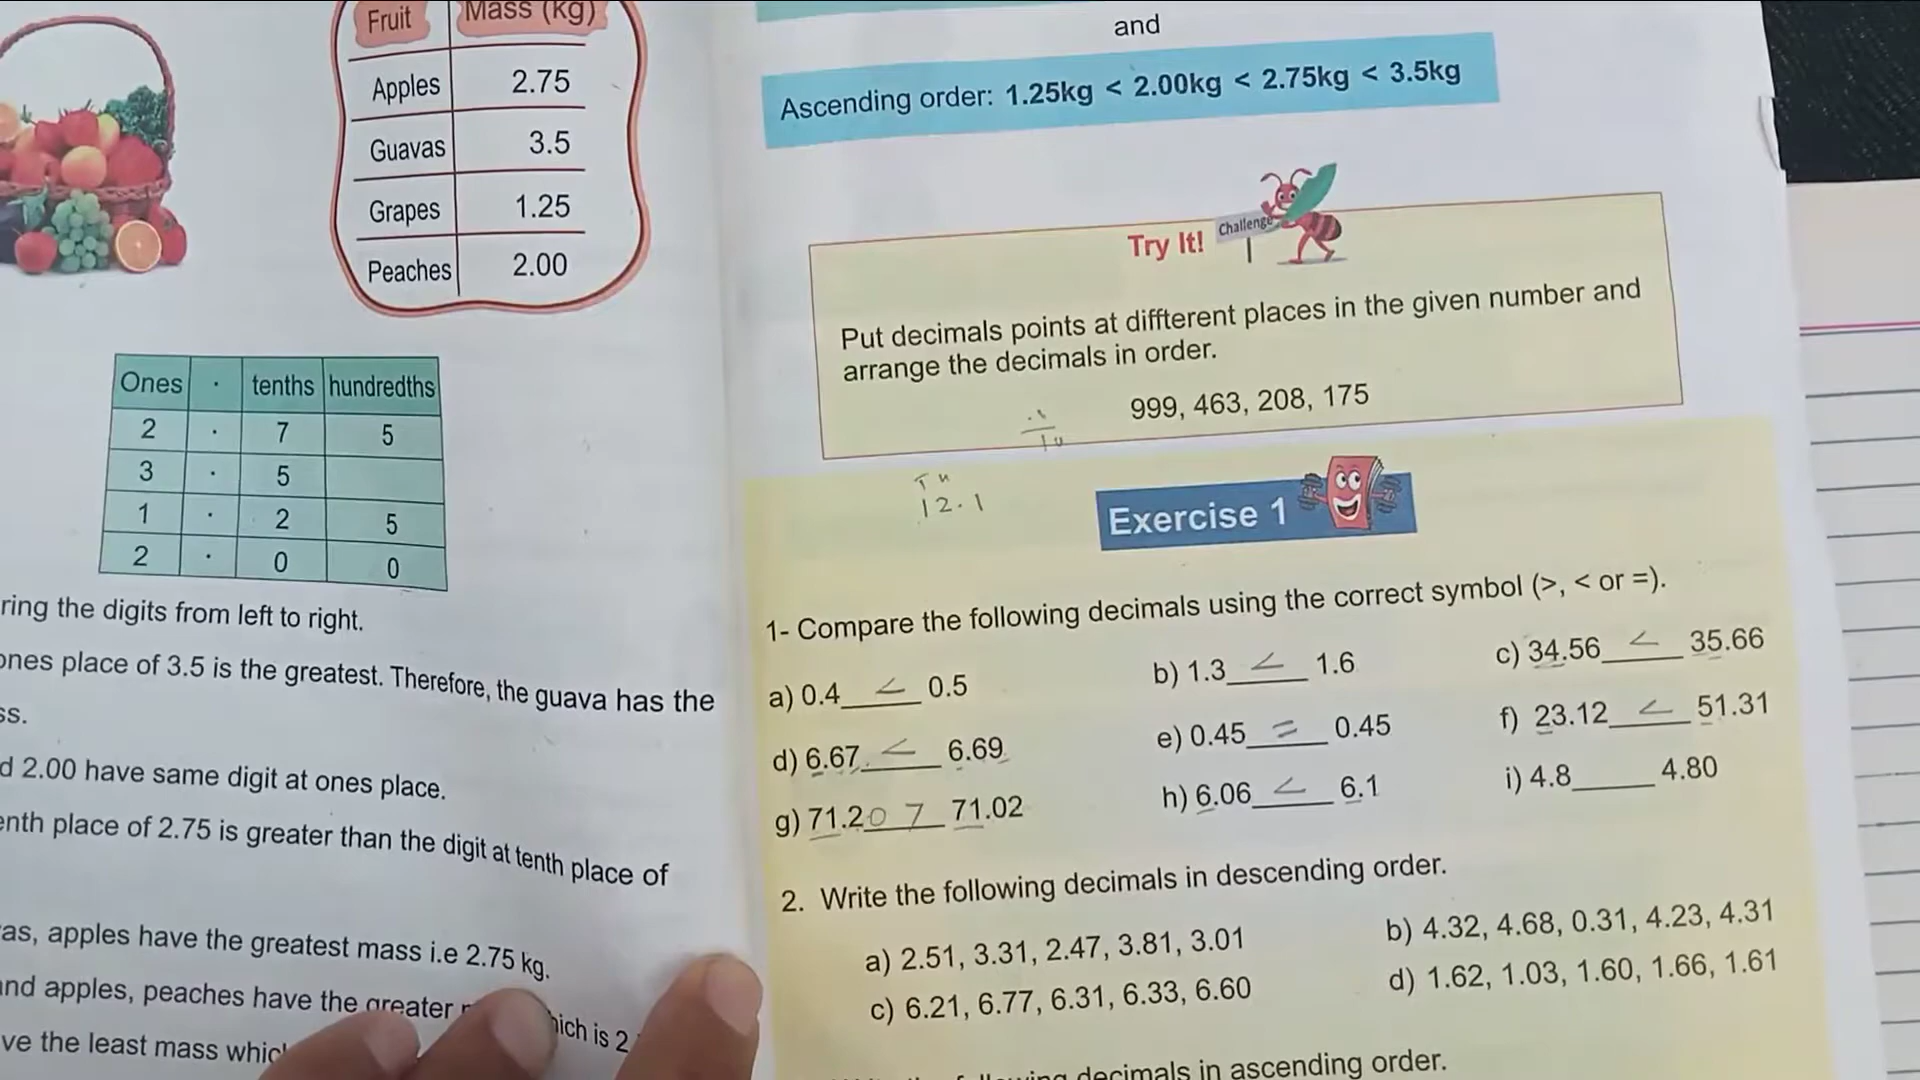 Fruit Mass (kg)
Apples 2.75
Guavas 3.5
Grapes 1.25
Peaches 2.00
Ones . tenths hundredths
2 . 7 5
3 . 5
1 . 2 5
2 . 0 0
ring the digits from left to right.
ones place of 3.5 is the greatest. Therefore, the guava has the
ss.
d 2.00 have same digit at ones place.
enth place of 2.75 is greater than the digit at tenth place of
as, apples have the greatest mass i.e 2.75 kg.
nd apples, peaches have the greater hich is 2
ve the least mass whic
and
Ascending order: 1.25kg < 2.00kg < 2.75kg < 3.5kg
Try It! Challenge
Put decimals points at diffterent places in the given number and
arrange the decimals in order.
999, 463, 208, 175
12.1
Exercise 1
1- Compare the following decimals using the correct symbol (>, < or =).
a) 0.4 < 0.5 b) 1.3 < 1.6 c) 34.56 < 35.66
d) 6.67 < 6.69 e) 0.45 = 0.45 f) 23.12 < 51.31
g) 71.20 > 71.02 h) 6.06 < 6.1 i) 4.8_____ 4.80
2. Write the following decimals in descending order.
a) 2.51, 3.31, 2.47, 3.81, 3.01 b) 4.32, 4.68, 0.31, 4.23, 4.31
c) 6.21, 6.77, 6.31, 6.33, 6.60 d) 1.62, 1.03, 1.60, 1.66, 1.61
decimals in ascending order.